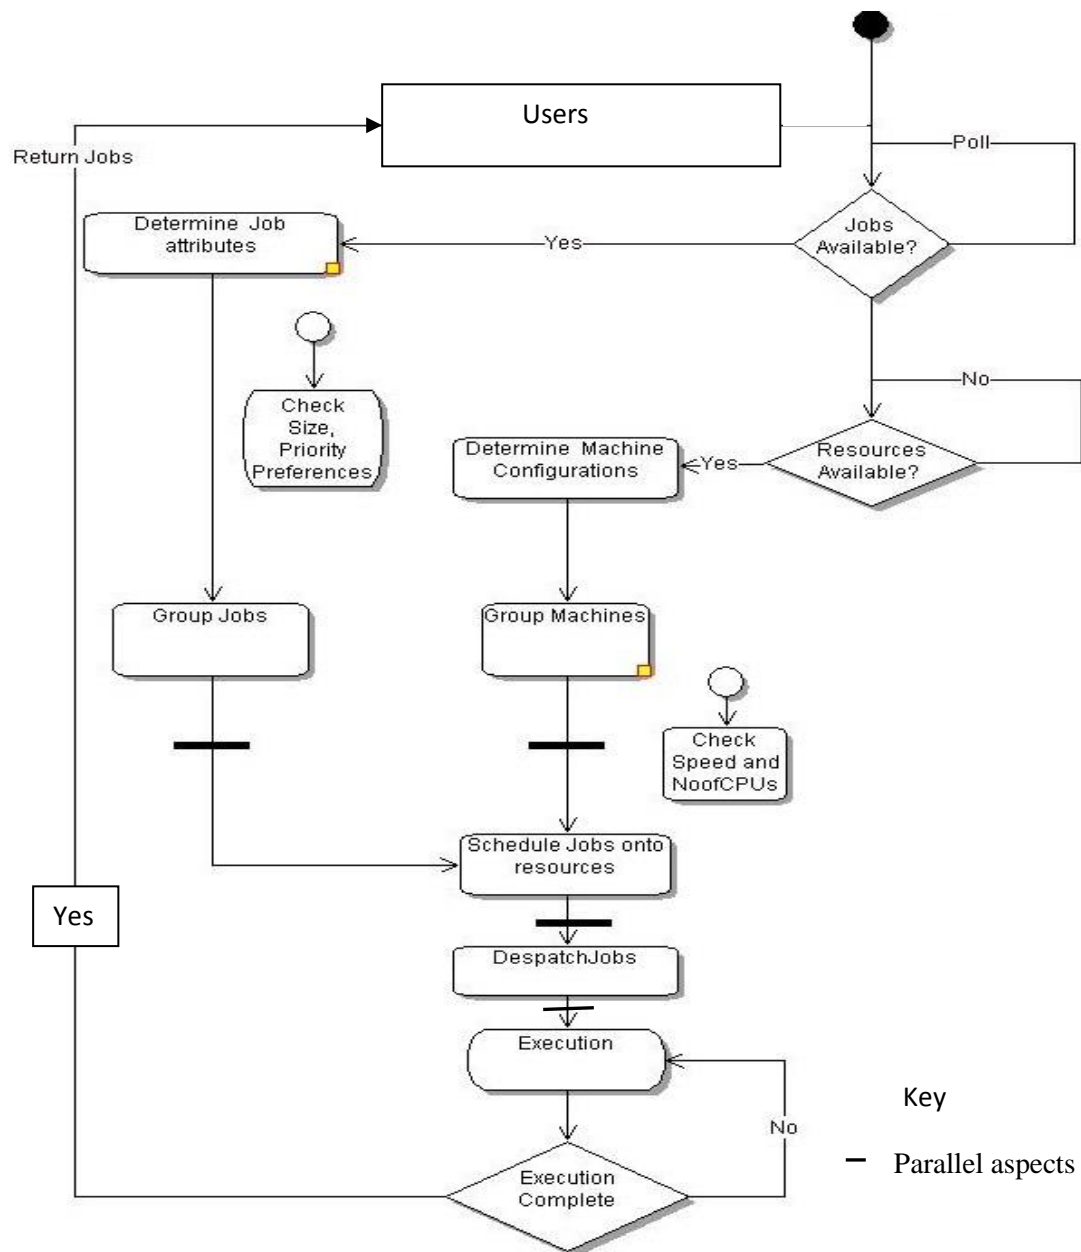 Users
Return Jobs
Poll
Determine Job
attributes
Yes
Jobs
Available?
No
Check
Size,
Priority
Preferences
Determine Machine
Configurations
Yes
Resources
Available?
Group Jobs
Group Machines
Check
Speed and
NoofCPUs
Schedule Jobs onto
resources
Yes
DespatchJobs
Execution
Key
No
Parallel aspects
Execution
Complete